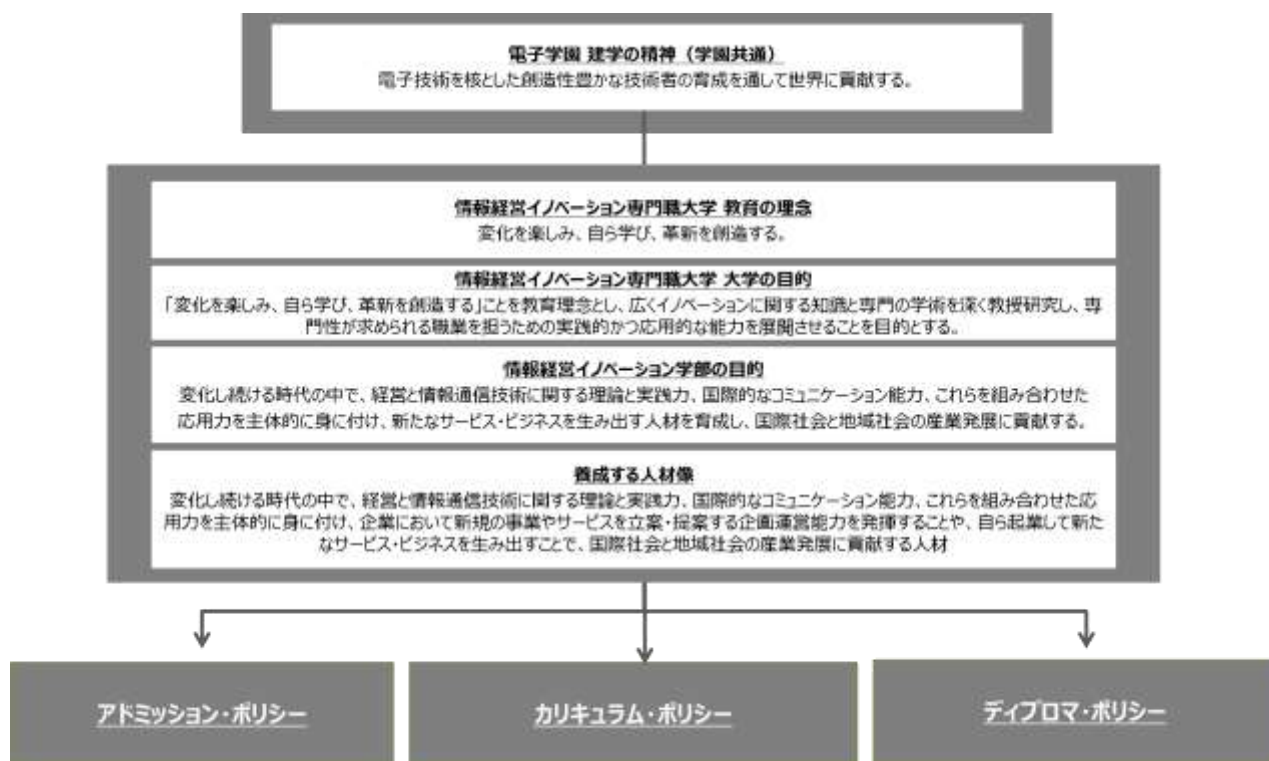 電子学園 建学の精神（学園共通）
電子技術を核とした創造性豊かな技術者の育成を通して世界に貢献する。
情報経営イノベーション専門職大学 教育の理念
変化を楽しみ、自ら学び、革新を創造する。
情報経営イノベーション専門職大学 大学の目的
「変化を楽しみ、自ら学び、革新を創造する」ことを教育理念とし、広くイノベーションに関する知識と専門の学術を深く教授研究し、専
門性が求められる職業を担うための実践的かつ応用的な能力を展開させることを目的とする。
情報経営イノベーション学部の目的
変化し続ける時代の中で、経営と情報通信技術に関する理論と実践力、国際的なコミュニケーション能力、これらを組み合わせた
応用力を主体的に身に付け、新たなサービス・ビジネスを生み出す人材を育成し、国際社会と地域社会の産業発展に貢献する。
養成する人材像
変化し続ける時代の中で、経営と情報通信技術に関する理論と実践力、国際的なコミュニケーション能力、これらを組み合わせた応
用力を主体的に身に付け、企業において新規の事業やサービスを立案・提案する企画運営能力を発揮することや、自ら起業して新た
なサービス・ビジネスを生み出すことで、国際社会と地域社会の産業発展に貢献する人材
アドミッション・ポリシー
カリキュラム・ポリシー
ディプロマ・ポリシー